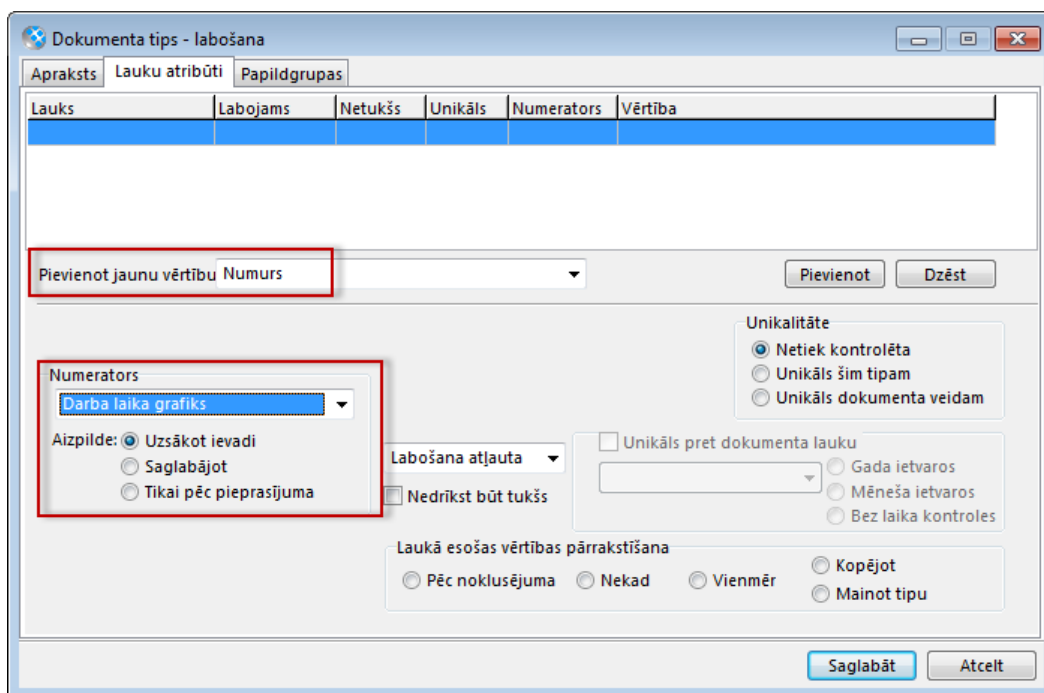 Dokumenta tips - labošana
Apraksts Lauku atribūti Papildgrupas
Lauks Labojams Netukšs Unikāls Numerators Vērtība
Pievienot jaunu vērtību Numurs Pievienot Dzēst
Unikalitāte
Netiek kontrolēta
Unikāls šim tipam
Unikāls dokumenta veidam
Numerators
Darba laika grafiks
Aizpilde: Uzsākot ievadi
Saglabājot
Tikai pēc pieprasījuma
Labošana atļauta
Nedrīkst būt tukšs
Unikāls pret dokumenta lauku
Gada ietvaros
Mēneša ietvaros
Bez laika kontroles
Laukā esošas vērtības pārrakstīšana
Pēc noklusējuma Nekad Vienmēr Kopējot
Mainot tipu
Saglabāt Atcelt